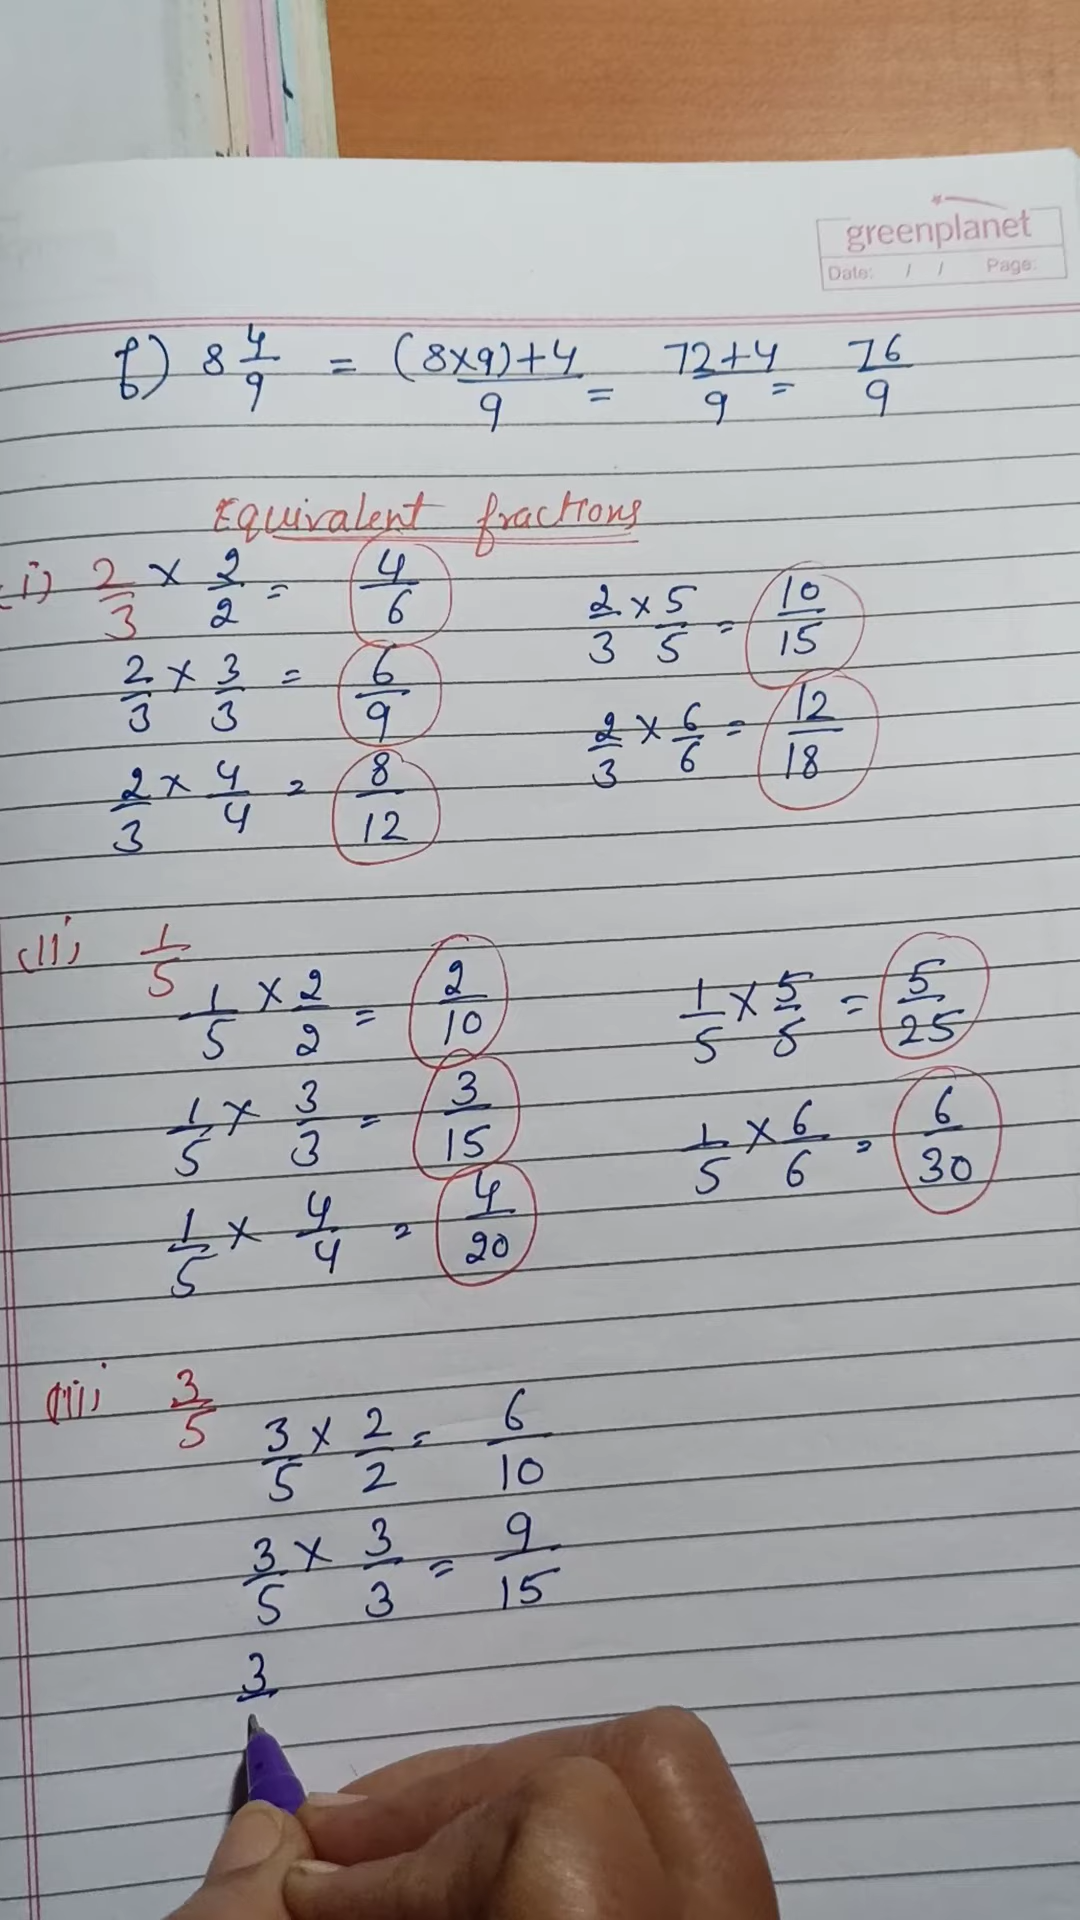 greenplanet
Date: / / Page:
f) 8 4/9 = (8×9)+4/9 = 72+4/9 = 76/9
Equivalent fractions
(i) 2/3 × 2/2 = 4/6
2/3 × 3/3 = 6/9
2/3 × 4/4 = 8/12
2/3 × 5/5 = 10/15
2/3 × 6/6 = 12/18
(ii) 1/5
1/5 × 2/2 = 2/10
1/5 × 3/3 = 3/15
1/5 × 4/4 = 4/20
1/5 × 5/5 = 5/25
1/5 × 6/6 = 6/30
(iii) 3/5
3/5 × 2/2 = 6/10
3/5 × 3/3 = 9/15
3/